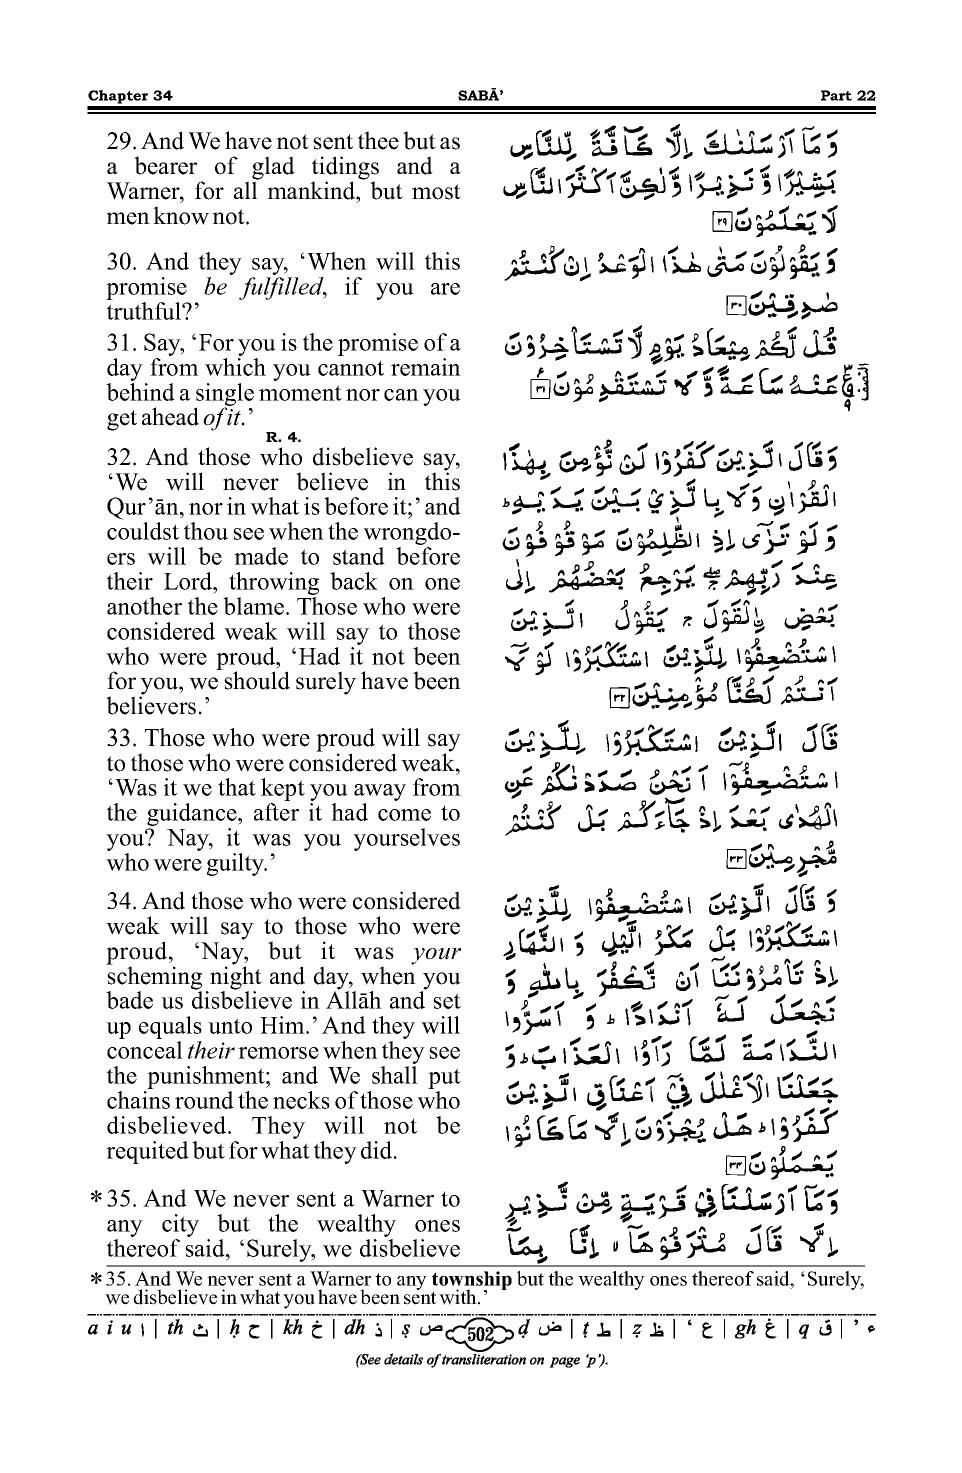 Chapter 34 SABĀ’ Part 22
29. And We have not sent thee but as
a bearer of glad tidings and a
Warner, for all mankind, but most
men know not.
30. And they say, ‘When will this
promise be fulfilled, if you are
truthful?’
31. Say, ‘For you is the promise of a
day from which you cannot remain
behind a single moment nor can you
get ahead of it.’
R. 4.
32. And those who disbelieve say,
‘We will never believe in this
Qur’ān, nor in what is before it;’ and
couldst thou see when the wrongdo-
ers will be made to stand before
their Lord, throwing back on one
another the blame. Those who were
considered weak will say to those
who were proud, ‘Had it not been
for you, we should surely have been
believers.’
33. Those who were proud will say
to those who were considered weak,
‘Was it we that kept you away from
the guidance, after it had come to
you? Nay, it was you yourselves
who were guilty.’
34. And those who were considered
weak will say to those who were
proud, ‘Nay, but it was your
scheming night and day, when you
bade us disbelieve in Allāh and set
up equals unto Him.’ And they will
conceal their remorse when they see
the punishment; and We shall put
chains round the necks of those who
disbelieved. They will not be
requited but for what they did.
*35. And We never sent a Warner to
any city but the wealthy ones
thereof said, ‘Surely, we disbelieve
وَمَآ اَرْسَلْنٰكَ اِلَّا كَآفَّةً لِّلنَّاسِ
بَشِيْرًا وَّ نَذِيْرًا وَّلٰكِنَّ اَكْثَرَ النَّاسِ
لَا يَعْلَمُوْنَ ۲۹
وَ يَقُوْلُوْنَ مَتٰى هٰذَا الْوَعْدُ اِنْ كُنْتُمْ
صٰدِقِيْنَ ۳۰
قُلْ لَّكُمْ مِّيْعَادُ يَوْمٍ لَّا تَسْتَاْخِرُوْنَ
عَنْهُ سَاعَةً وَّ لَا تَسْتَقْدِمُوْنَ ۳۱
وَقَالَ الَّذِيْنَ كَفَرُوْا لَنْ نُّؤْمِنَ بِهٰذَا
الْقُرْاٰنِ وَلَا بِالَّذِيْ بَيْنَ يَدَيْهِ ؕ
وَ لَوْ تَرٰٓى اِذِ الظّٰلِمُوْنَ مَوْقُوْفُوْنَ
عِنْدَ رَبِّهِمْ ۖۚ يَرْجِعُ بَعْضُهُمْ اِلٰى
بَعْضِ ِۨالْقَوْلَ ۚ يَقُوْلُ الَّذِيْنَ
اسْتُضْعِفُوْا لِلَّذِيْنَ اسْتَكْبَرُوْا لَوْ لَآ
اَنْتُمْ لَكُنَّا مُؤْمِنِيْنَ ۳۲
قَالَ الَّذِيْنَ اسْتَكْبَرُوْا لِلَّذِيْنَ
اسْتُضْعِفُوْٓا اَنَحْنُ صَدَدْنٰكُمْ عَنِ
الْهُدٰى بَعْدَ اِذْ جَآءَكُمْ بَلْ كُنْتُمْ
مُّجْرِمِيْنَ ۳۳
وَ قَالَ الَّذِيْنَ اسْتُضْعِفُوْا لِلَّذِيْنَ
اسْتَكْبَرُوْا بَلْ مَكْرُ الَّيْلِ وَ النَّهَارِ
اِذْ تَاْمُرُوْنَنَآ اَنْ نَّكْفُرَ بِاللّٰهِ وَ
نَجْعَلَ لَهٗٓ اَنْدَادًا ؕ وَ اَسَرُّوا
النَّدَامَةَ لَمَّا رَاَوُا الْعَذَابَ ؕ وَ
جَعَلْنَا الْاَغْلٰلَ فِيْٓ اَعْنَاقِ الَّذِيْنَ
كَفَرُوْا ؕ هَلْ يُجْزَوْنَ اِلَّا مَا كَانُوْا
يَعْمَلُوْنَ ۳۴
وَمَآ اَرْسَلْنَا فِيْ قَرْيَةٍ مِّنْ نَّذِيْرٍ
اِلَّا قَالَ مُتْرَفُوْهَآ ۙ اِنَّا بِمَآ
*35. And We never sent a Warner to any township but the wealthy ones thereof said, ‘Surely,
we disbelieve in what you have been sent with.’
a i u ا | th ث | ḥ ح | kh خ | dh ذ | ṣ ص 502 ḍ ض | ṭ ط | ẓ ظ | ‘ ع | gh غ | q ق | ’ ء
(See details of transliteration on page ‘p’).